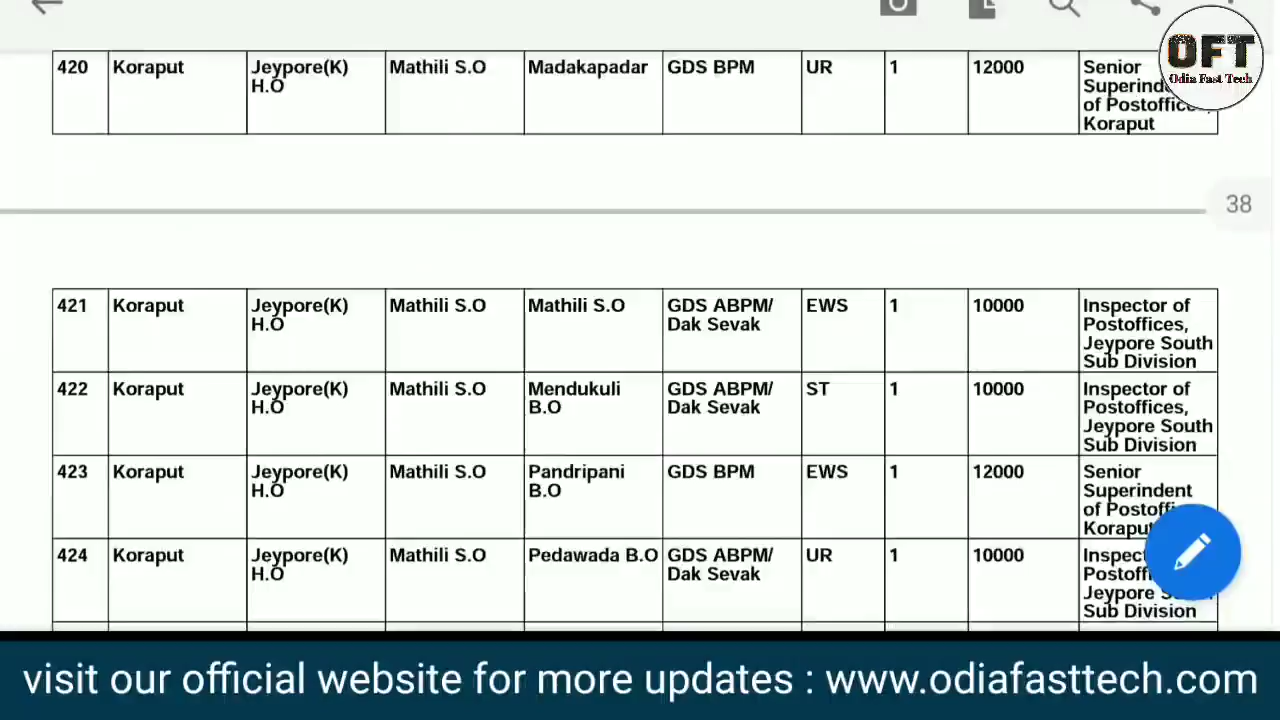 OFT
Odia Fast Tech
420 Koraput Jeypore(K) H.O Mathili S.O Madakapadar GDS BPM UR 1 12000 Senior of Koraput
38
421 Koraput Jeypore(K) H.O Mathili S.O Mathili S.O GDS ABPM/ Dak Sevak EWS 1 10000 Inspector of Postoffices, Jeypore South Sub Division
422 Koraput Jeypore(K) H.O Mathili S.O Mendukuli B.O GDS ABPM/ Dak Sevak ST 1 10000 Inspector of Postoffices, Jeypore South Sub Division
423 Koraput Jeypore(K) H.O Mathili S.O Pandripani B.O GDS BPM EWS 1 12000 Senior Superindent of Koraput
424 Koraput Jeypore(K) H.O Mathili S.O Pedawada B.O GDS ABPM/ Dak Sevak UR 1 10000 Jeypore Sub Division
visit our official website for more updates : www.odiafasttech.com